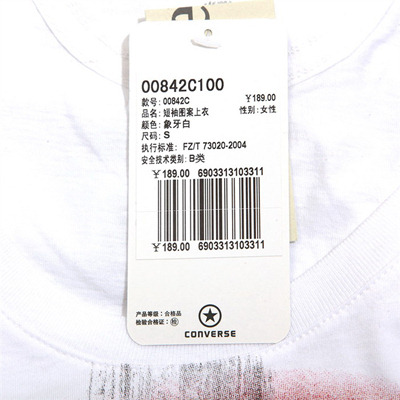 00842C100
款号: 00842C ￥189.00
品名: 短袖图案上衣 性别: 女性
颜色: 象牙白
尺码: S
执行标准: FZ/T 73020-2004
安全技术类别: B类
￥189.00 6903313103311
￥189.00 6903313103311
产品等级: 合格品
检验合格证: 检
CONVERSE